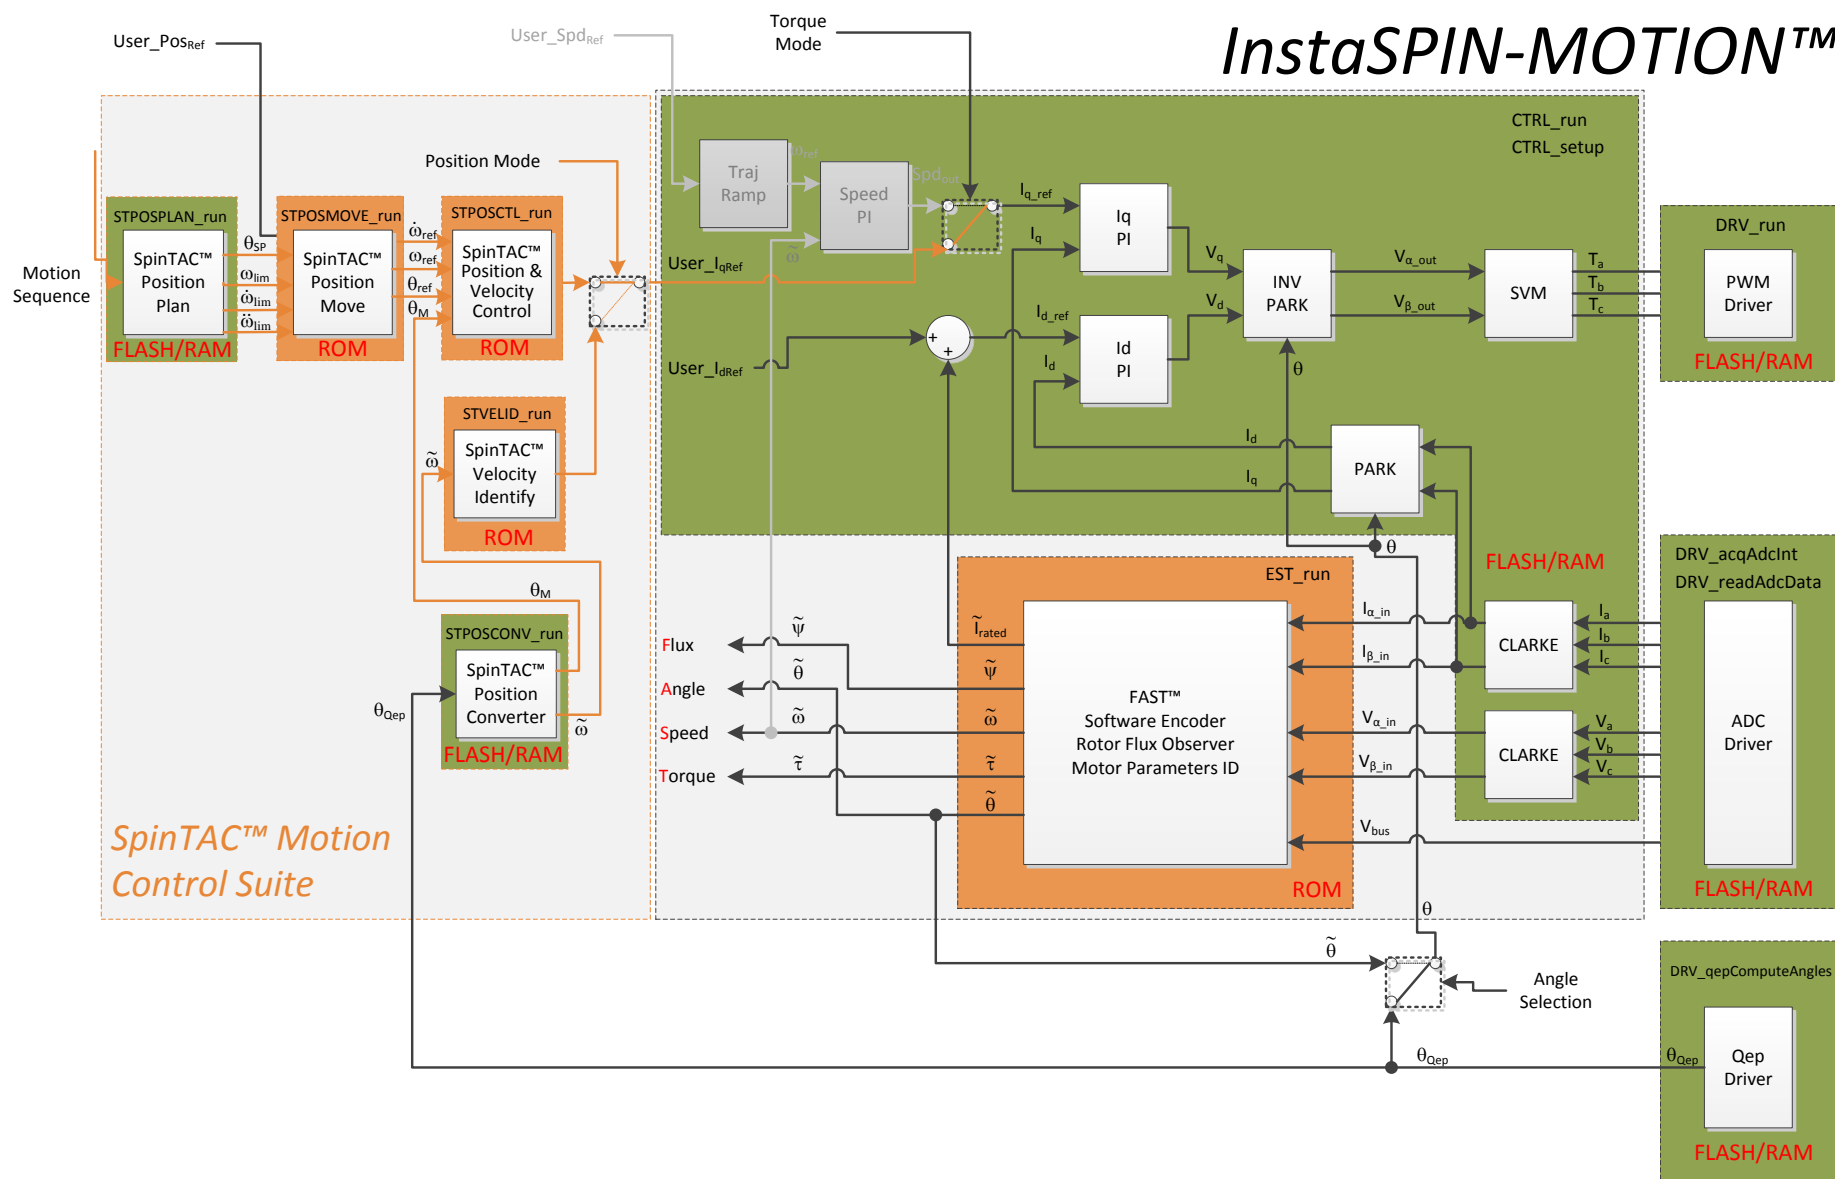 InstaSPIN-MOTION™
User_PosRef
User_SpdRef
Torque
Mode
Position Mode
Motion
Sequence
STPOSPLAN_run
SpinTAC™
Position
Plan
FLASH/RAM
θSP
ωlim
ω̇lim
ω̈lim
STPOSMOVE_run
SpinTAC™
Position
Move
ROM
ω̇ref
ωref
θref
θM
STPOSCTL_run
SpinTAC™
Position &
Velocity
Control
ROM
STVELID_run
SpinTAC™
Velocity
Identify
ROM
ω̃
θM
STPOSCONV_run
SpinTAC™
Position
Converter
FLASH/RAM
θQep
ω̃
SpinTAC™ Motion
Control Suite
CTRL_run
CTRL_setup
Traj
Ramp
ωref
Speed
PI
Spdout
ω̃
User_IqRef
User_IdRef
+
+
Iq_ref
Iq
Iq
PI
Id_ref
Id
Id
PI
Vq
Vd
INV
PARK
θ
Vα_out
Vβ_out
SVM
Ta
Tb
Tc
DRV_run
PWM
Driver
FLASH/RAM
Id
Iq
PARK
θ
FLASH/RAM
EST_run
FAST™
Software Encoder
Rotor Flux Observer
Motor Parameters ID
ROM
Ĩrated
ψ̃
ω̃
τ̃
θ̃
Flux
ψ̃
Angle
θ̃
Speed
ω̃
Torque
τ̃
Iα_in
Iβ_in
Vα_in
Vβ_in
Vbus
CLARKE
CLARKE
Ia
Ib
Ic
Va
Vb
Vc
DRV_acqAdcInt
DRV_readAdcData
ADC
Driver
FLASH/RAM
θ
θ̃
Angle
Selection
θQep
θQep
DRV_qepComputeAngles
Qep
Driver
FLASH/RAM